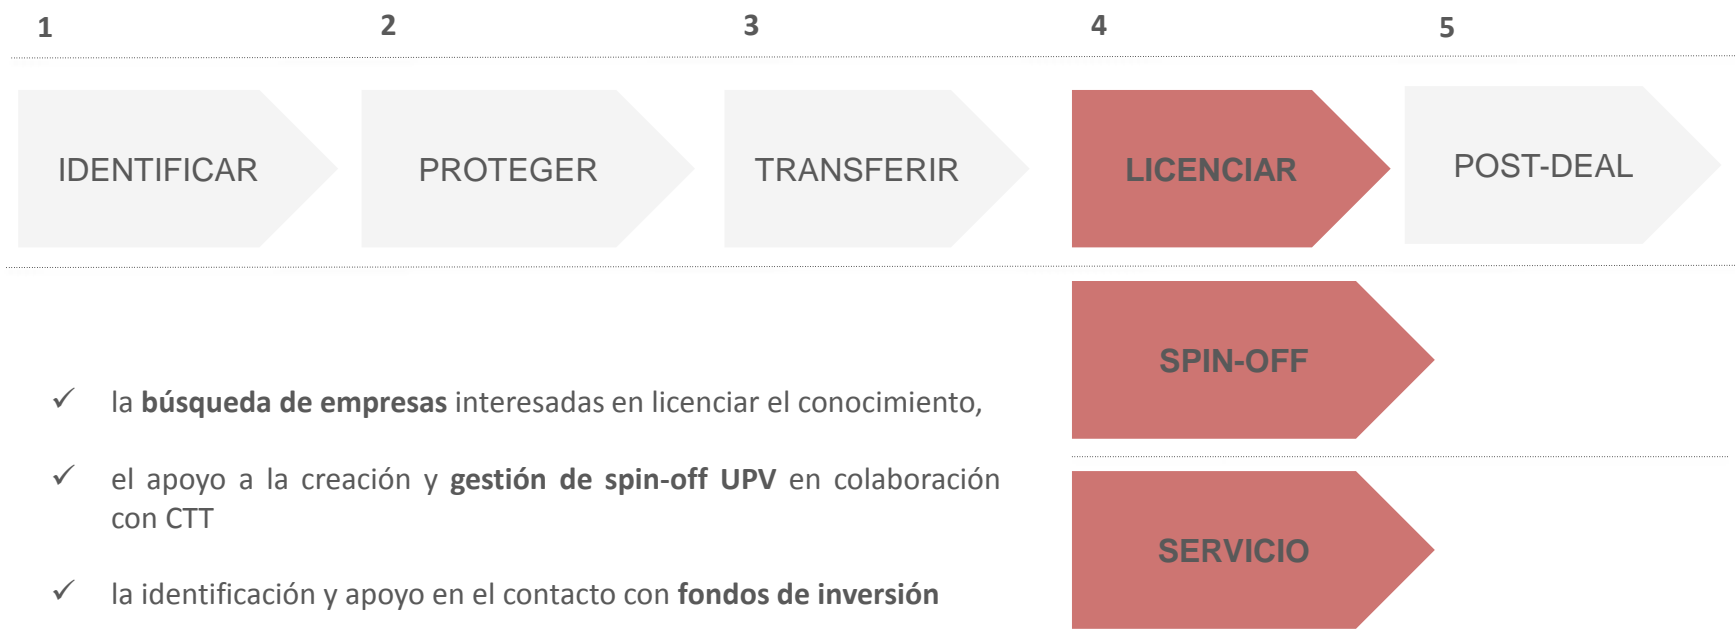 1
2
3
4
5
IDENTIFICAR
PROTEGER
TRANSFERIR
LICENCIAR
POST-DEAL
SPIN-OFF
✓ la búsqueda de empresas interesadas en licenciar el conocimiento,
✓ el apoyo a la creación y gestión de spin-off UPV en colaboración
con CTT
SERVICIO
✓ la identificación y apoyo en el contacto con fondos de inversión